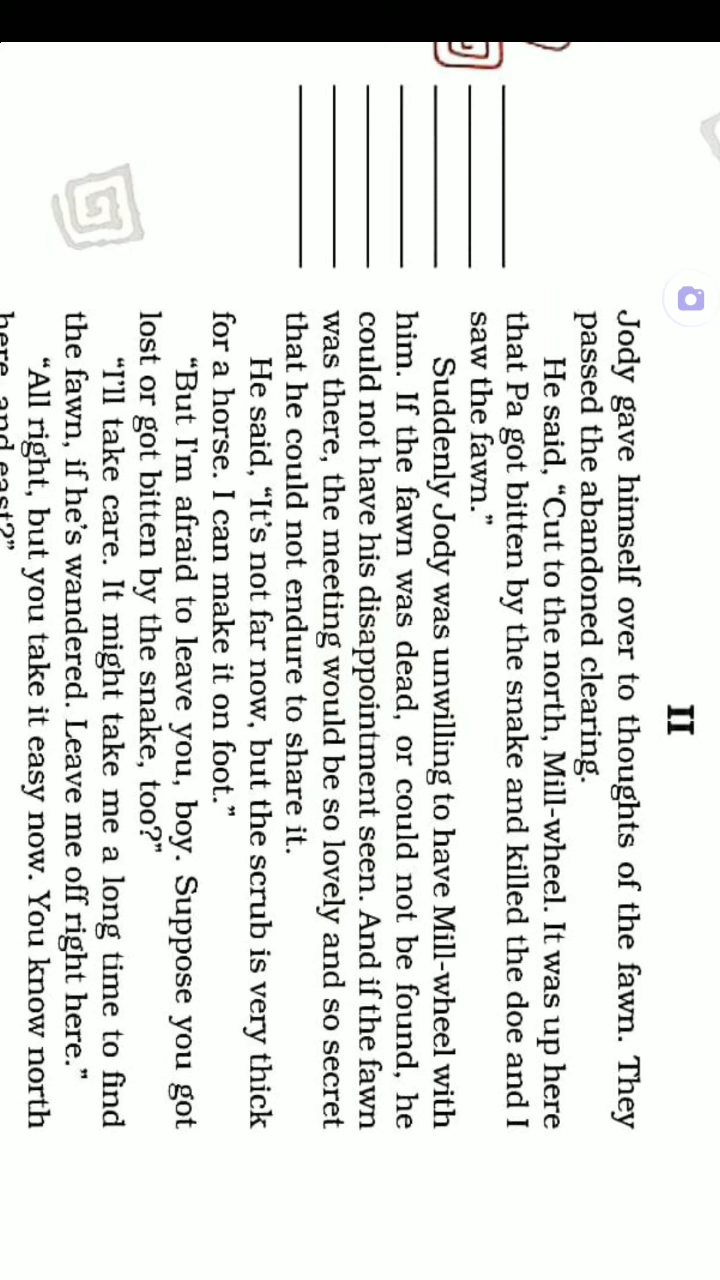 II
Jody gave himself over to thoughts of the fawn. They
passed the abandoned clearing.
He said, “Cut to the north, Mill-wheel. It was up here
that Pa got bitten by the snake and killed the doe and I
saw the fawn.”
Suddenly Jody was unwilling to have Mill-wheel with
him. If the fawn was dead, or could not be found, he
could not have his disappointment seen. And if the fawn
was there, the meeting would be so lovely and so secret
that he could not endure to share it.
He said, “It’s not far now, but the scrub is very thick
for a horse. I can make it on foot.”
“But I’m afraid to leave you, boy. Suppose you got
lost or got bitten by the snake, too?”
“I’ll take care. It might take me a long time to find
the fawn, if he’s wandered. Leave me off right here.”
“All right, but you take it easy now. You know north
here, and east?”